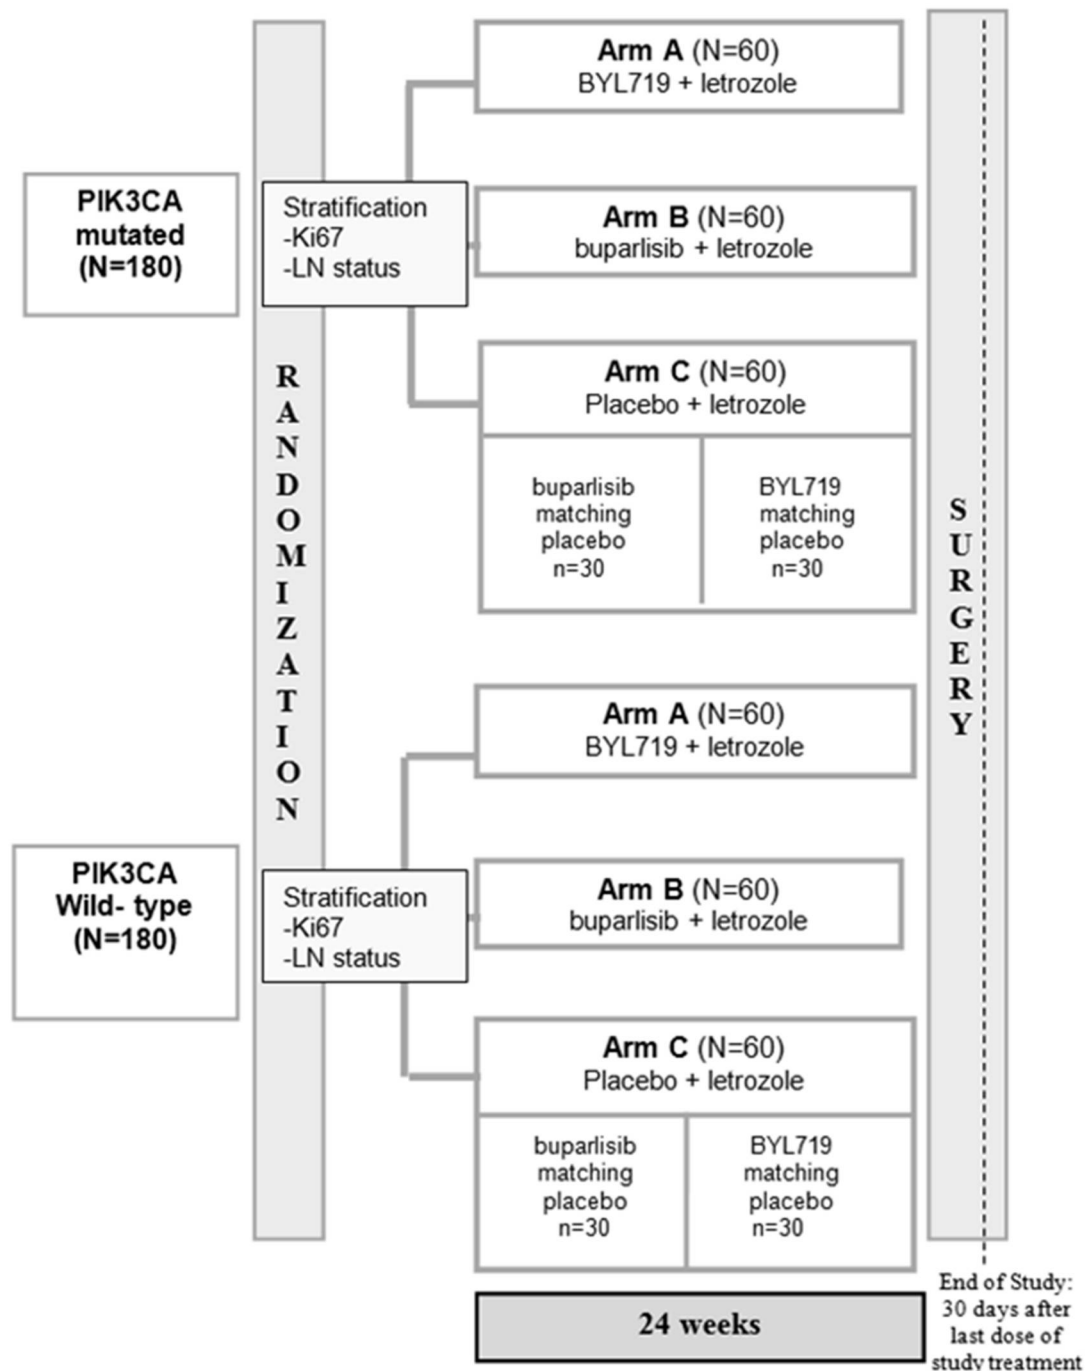 PIK3CA
mutated
(N=180)
PIK3CA
Wild- type
(N=180)
RANDOMIZATION
Stratification
-Ki67
-LN status
Stratification
-Ki67
-LN status
Arm A (N=60)
BYL719 + letrozole
Arm B (N=60)
buparlisib + letrozole
Arm C (N=60)
Placebo + letrozole
buparlisib
matching
placebo
n=30
BYL719
matching
placebo
n=30
Arm A (N=60)
BYL719 + letrozole
Arm B (N=60)
buparlisib + letrozole
Arm C (N=60)
Placebo + letrozole
buparlisib
matching
placebo
n=30
BYL719
matching
placebo
n=30
24 weeks
SURGERY
End of Study:
30 days after
last dose of
study treatment